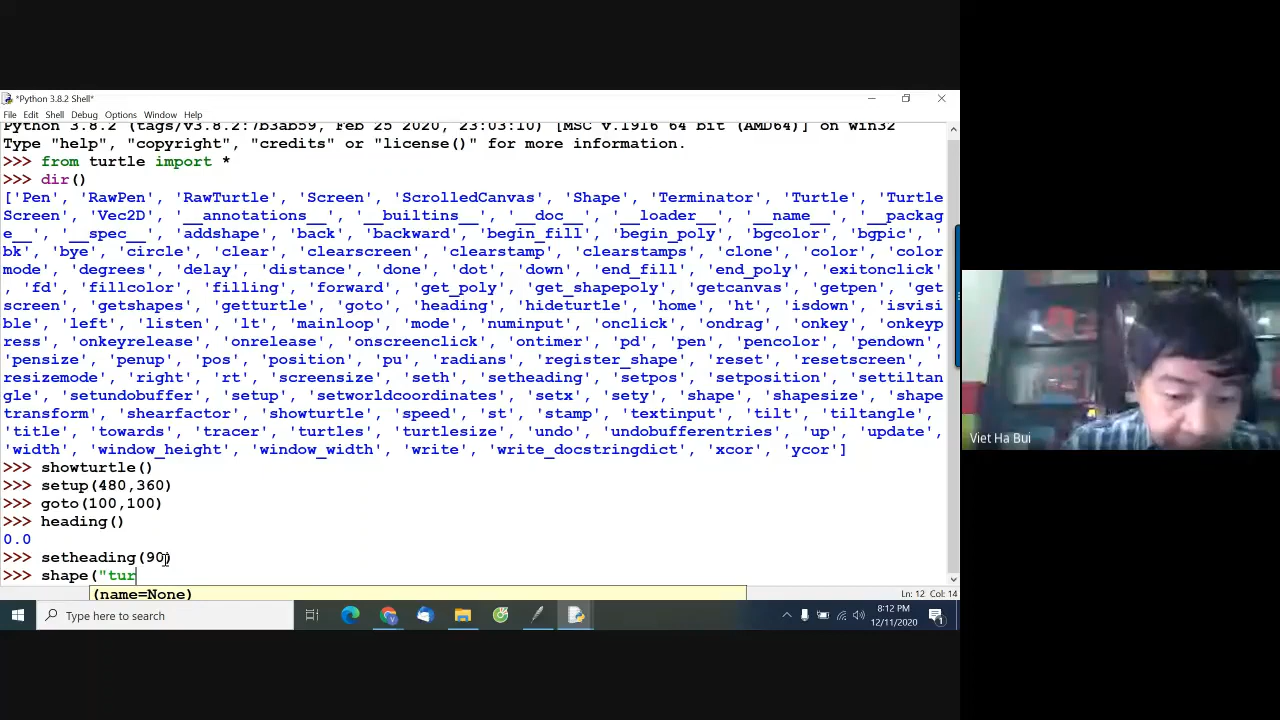 *Python 3.8.2 Shell*
File Edit Shell Debug Options Window Help
Python 3.8.2 (tags/v3.8.2:7b3ab59, Feb 25 2020, 23:03:10) [MSC v.1916 64 bit (AMD64)] on win32
Type "help", "copyright", "credits" or "license()" for more information.
>>> from turtle import *
>>> dir()
['Pen', 'RawPen', 'RawTurtle', 'Screen', 'ScrolledCanvas', 'Shape', 'Terminator', 'Turtle', 'Turtle
Screen', 'Vec2D', '__annotations__', '__builtins__', '__doc__', '__loader__', '__name__', '__packag
e__', '__spec__', 'addshape', 'back', 'backward', 'begin_fill', 'begin_poly', 'bgcolor', 'bgpic', '
bk', 'bye', 'circle', 'clear', 'clearscreen', 'clearstamp', 'clearstamps', 'clone', 'color', 'color
mode', 'degrees', 'delay', 'distance', 'done', 'dot', 'down', 'end_fill', 'end_poly', 'exitonclick'
, 'fd', 'fillcolor', 'filling', 'forward', 'get_poly', 'get_shapepoly', 'getcanvas', 'getpen', 'get
screen', 'getshapes', 'getturtle', 'goto', 'heading', 'hideturtle', 'home', 'ht', 'isdown', 'isvisi
ble', 'left', 'listen', 'lt', 'mainloop', 'mode', 'numinput', 'onclick', 'ondrag', 'onkey', 'onkeyp
ress', 'onkeyrelease', 'onrelease', 'onscreenclick', 'ontimer', 'pd', 'pen', 'pencolor', 'pendown',
'pensize', 'penup', 'pos', 'position', 'pu', 'radians', 'register_shape', 'reset', 'resetscreen', '
resizemode', 'right', 'rt', 'screensize', 'seth', 'setheading', 'setpos', 'setposition', 'settiltan
gle', 'setundobuffer', 'setup', 'setworldcoordinates', 'setx', 'sety', 'shape', 'shapesize', 'shape
transform', 'shearfactor', 'showturtle', 'speed', 'st', 'stamp', 'textinput', 'tilt', 'tiltangle',
'title', 'towards', 'tracer', 'turtles', 'turtlesize', 'undo', 'undobufferentries', 'up', 'update',
'width', 'window_height', 'window_width', 'write', 'write_docstringdict', 'xcor', 'ycor']
>>> showturtle()
>>> setup(480,360)
>>> goto(100,100)
>>> heading()
0.0
>>> setheading(90)
>>> shape("tur
(name=None)
Ln: 12 Col: 14
Type here to search
8:12 PM
12/11/2020
1
Viet Ha Bui